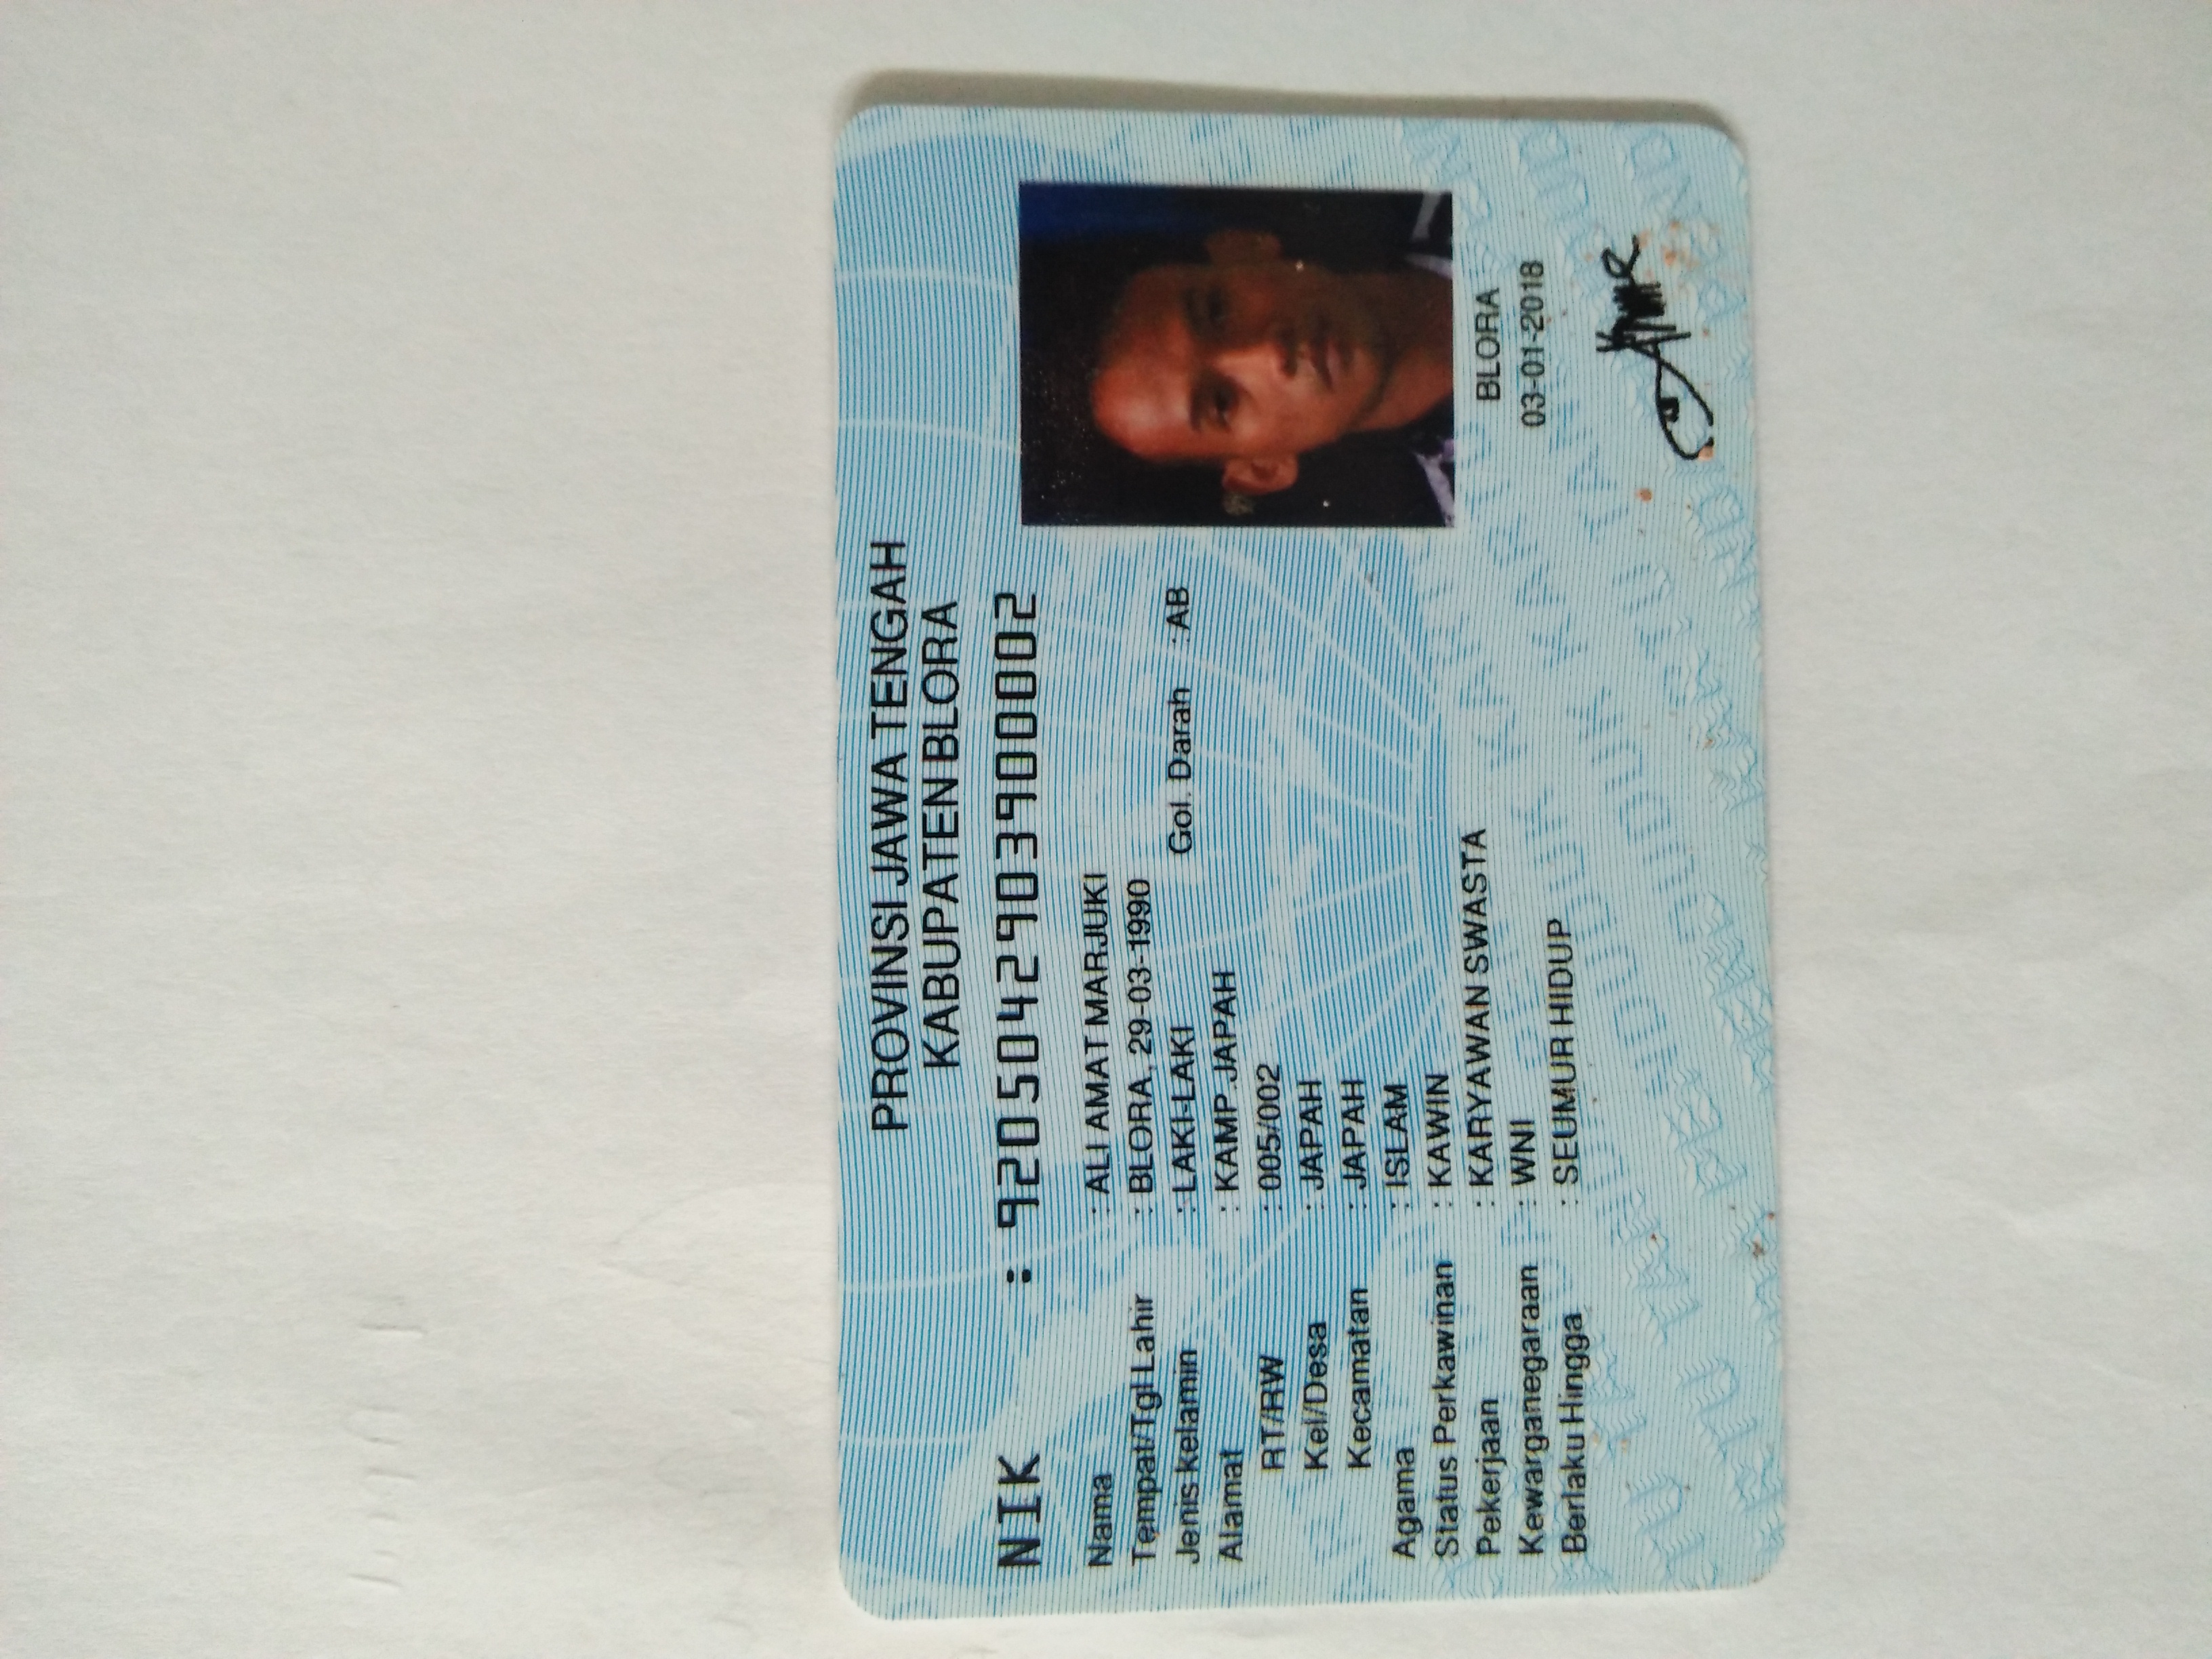 PROVINSI JAWA TENGAH
KABUPATEN BLORA
NIK : 9205042903900002
Nama : ALI AMAT MARJUKI
Tempat/Tgl Lahir : BLORA, 29-03-1990
Jenis kelamin : LAKI-LAKI Gol. Darah : AB
Alamat : KAMP JAPAH
RT/RW : 005/002
Kel/Desa : JAPAH
Kecamatan : JAPAH
Agama : ISLAM
Status Perkawinan : KAWIN
Pekerjaan : KARYAWAN SWASTA
Kewarganegaraan : WNI
Berlaku Hingga : SEUMUR HIDUP
BLORA
03-01-2018